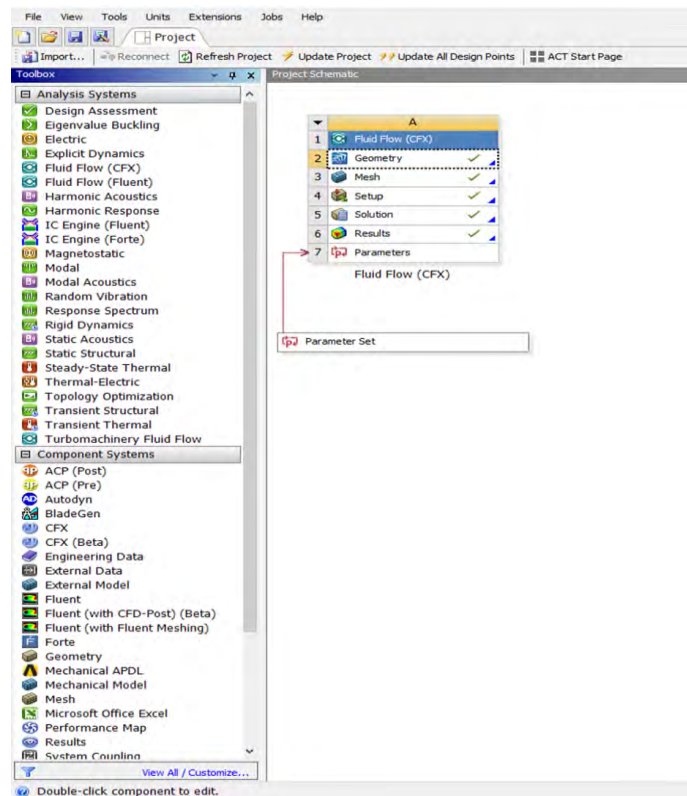 File View Tools Units Extensions Jobs Help
Project
Import... Reconnect Refresh Project Update Project Update All Design Points ACT Start Page
Toolbox
Project Schematic
Analysis Systems
Design Assessment
Eigenvalue Buckling
Electric
Explicit Dynamics
Fluid Flow (CFX)
Fluid Flow (Fluent)
Harmonic Acoustics
Harmonic Response
IC Engine (Fluent)
IC Engine (Forte)
Magnetostatic
Modal
Modal Acoustics
Random Vibration
Response Spectrum
Rigid Dynamics
Static Acoustics
Static Structural
Steady-State Thermal
Thermal-Electric
Topology Optimization
Transient Structural
Transient Thermal
Turbomachinery Fluid Flow
Component Systems
ACP (Post)
ACP (Pre)
Autodyn
BladeGen
CFX
CFX (Beta)
Engineering Data
External Data
External Model
Fluent
Fluent (with CFD-Post) (Beta)
Fluent (with Fluent Meshing)
Forte
Geometry
Mechanical APDL
Mechanical Model
Mesh
Microsoft Office Excel
Performance Map
Results
System Coupling
View All / Customize...
Double-click component to edit.
A
1 Fluid Flow (CFX)
2 Geometry
3 Mesh
4 Setup
5 Solution
6 Results
7 Parameters
Fluid Flow (CFX)
Parameter Set